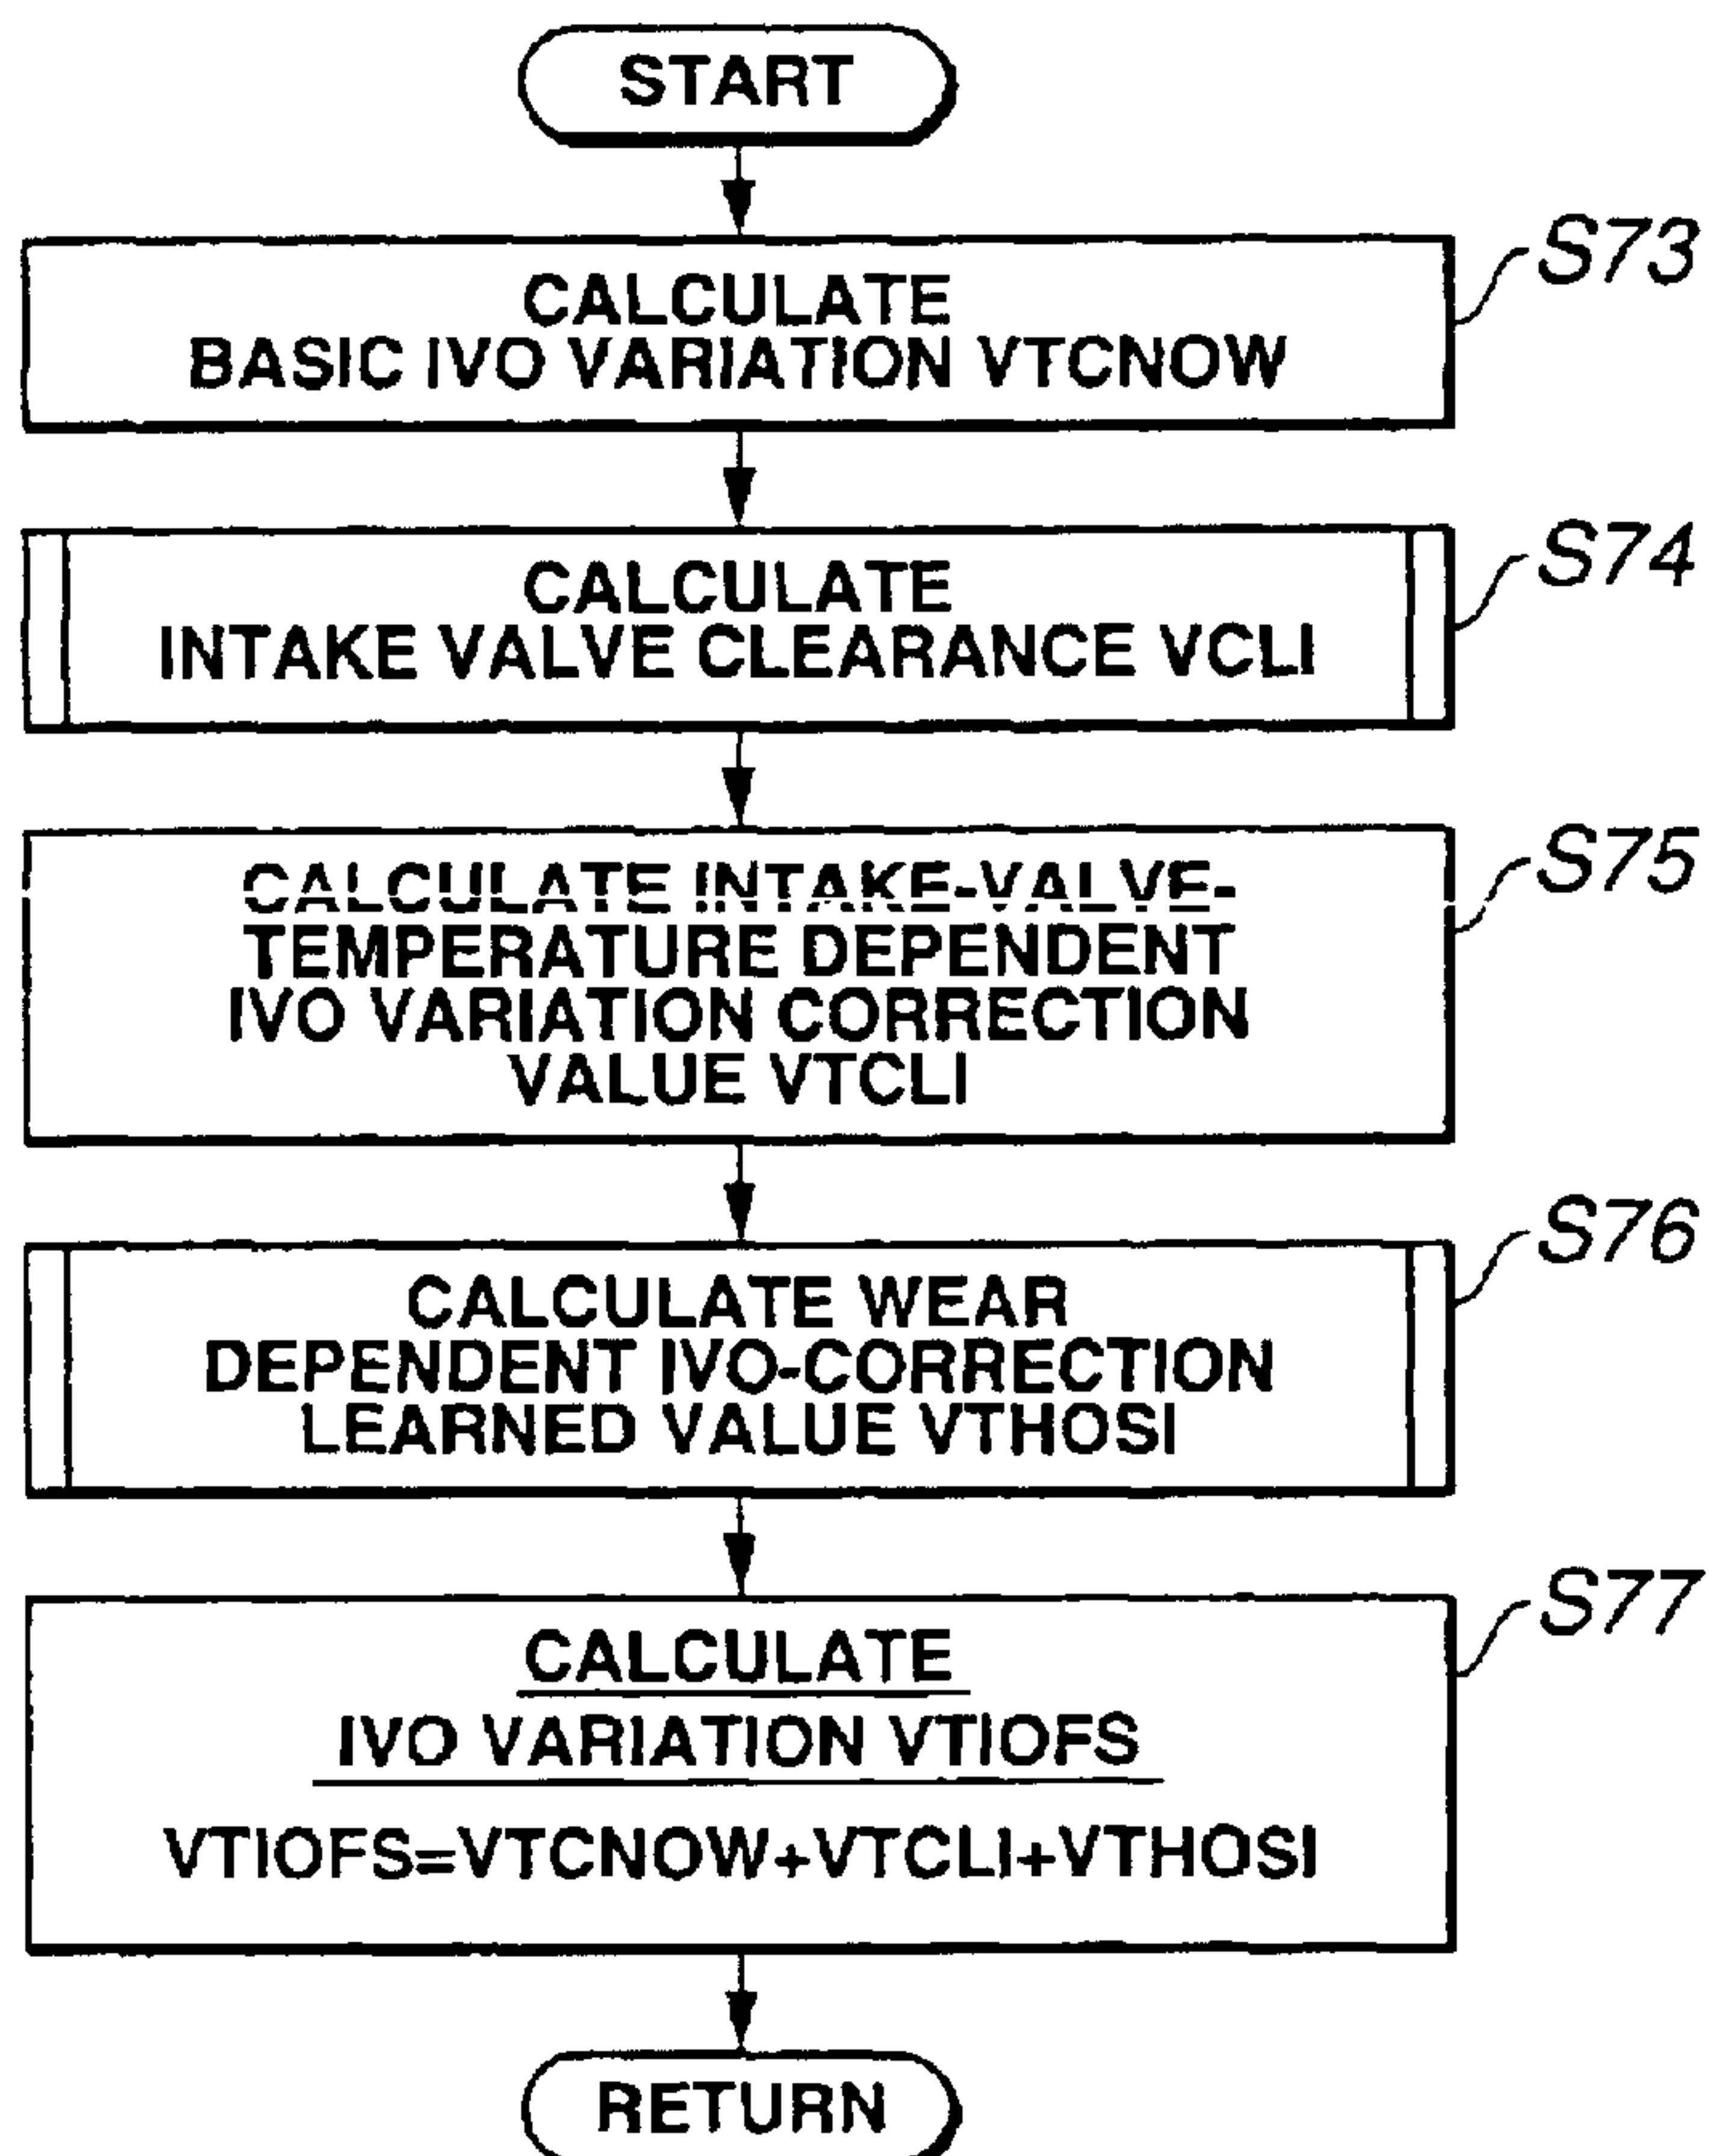 START
CALCULATE
BASIC IVO VARIATION VTCNOW
S73
CALCULATE
INTAKE VALVE CLEARANCE VCLI
S74
CALCULATE INTAKE-VALVE-
TEMPERATURE DEPENDENT
IVO VARIATION CORRECTION
VALUE VTCLI
S75
CALCULATE WEAR
DEPENDENT IVO-CORRECTION
LEARNED VALUE VTHOSI
S76
CALCULATE
IVO VARIATION VTIOFS
VTIOFS=VTCNOW+VTCLI+VTHOSI
S77
RETURN